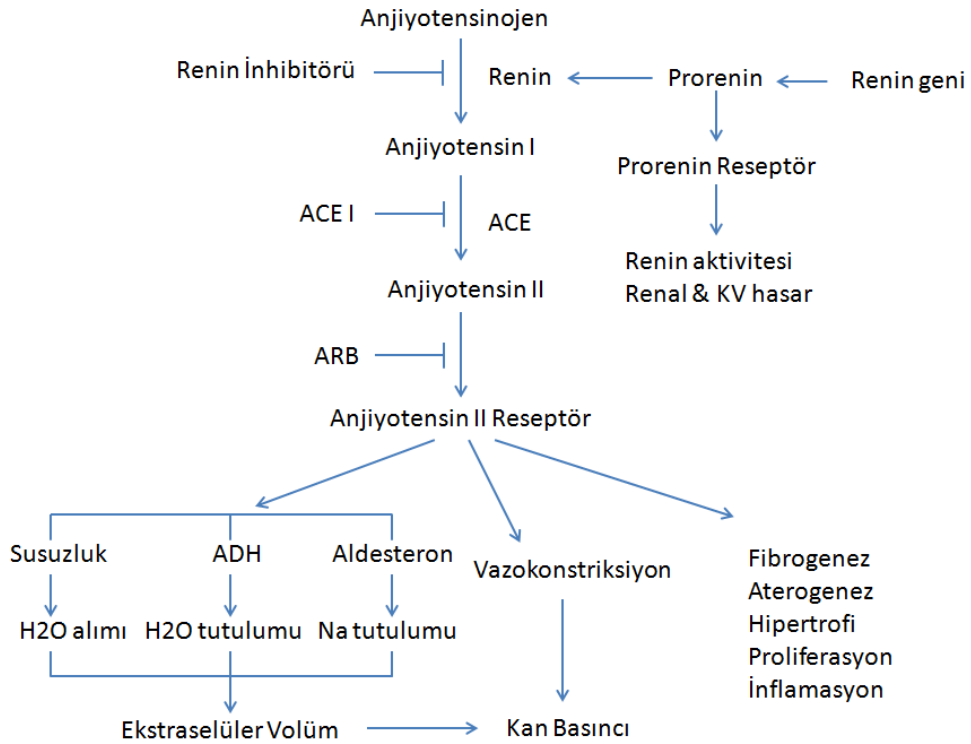 Anjiyotensinojen
Renin İnhibitörü
Renin
Prorenin
Renin geni
Anjiyotensin I
Prorenin Reseptör
ACE I
ACE
Renin aktivitesi
Renal & KV hasar
Anjiyotensin II
ARB
Anjiyotensin II Reseptör
Susuzluk
ADH
Aldesteron
Vazokonstriksiyon
Fibrogenez
Aterogenez
Hipertrofi
Proliferasyon
İnflamasyon
H2O alımı
H2O tutulumu
Na tutulumu
Ekstraselüler Volüm
Kan Basıncı